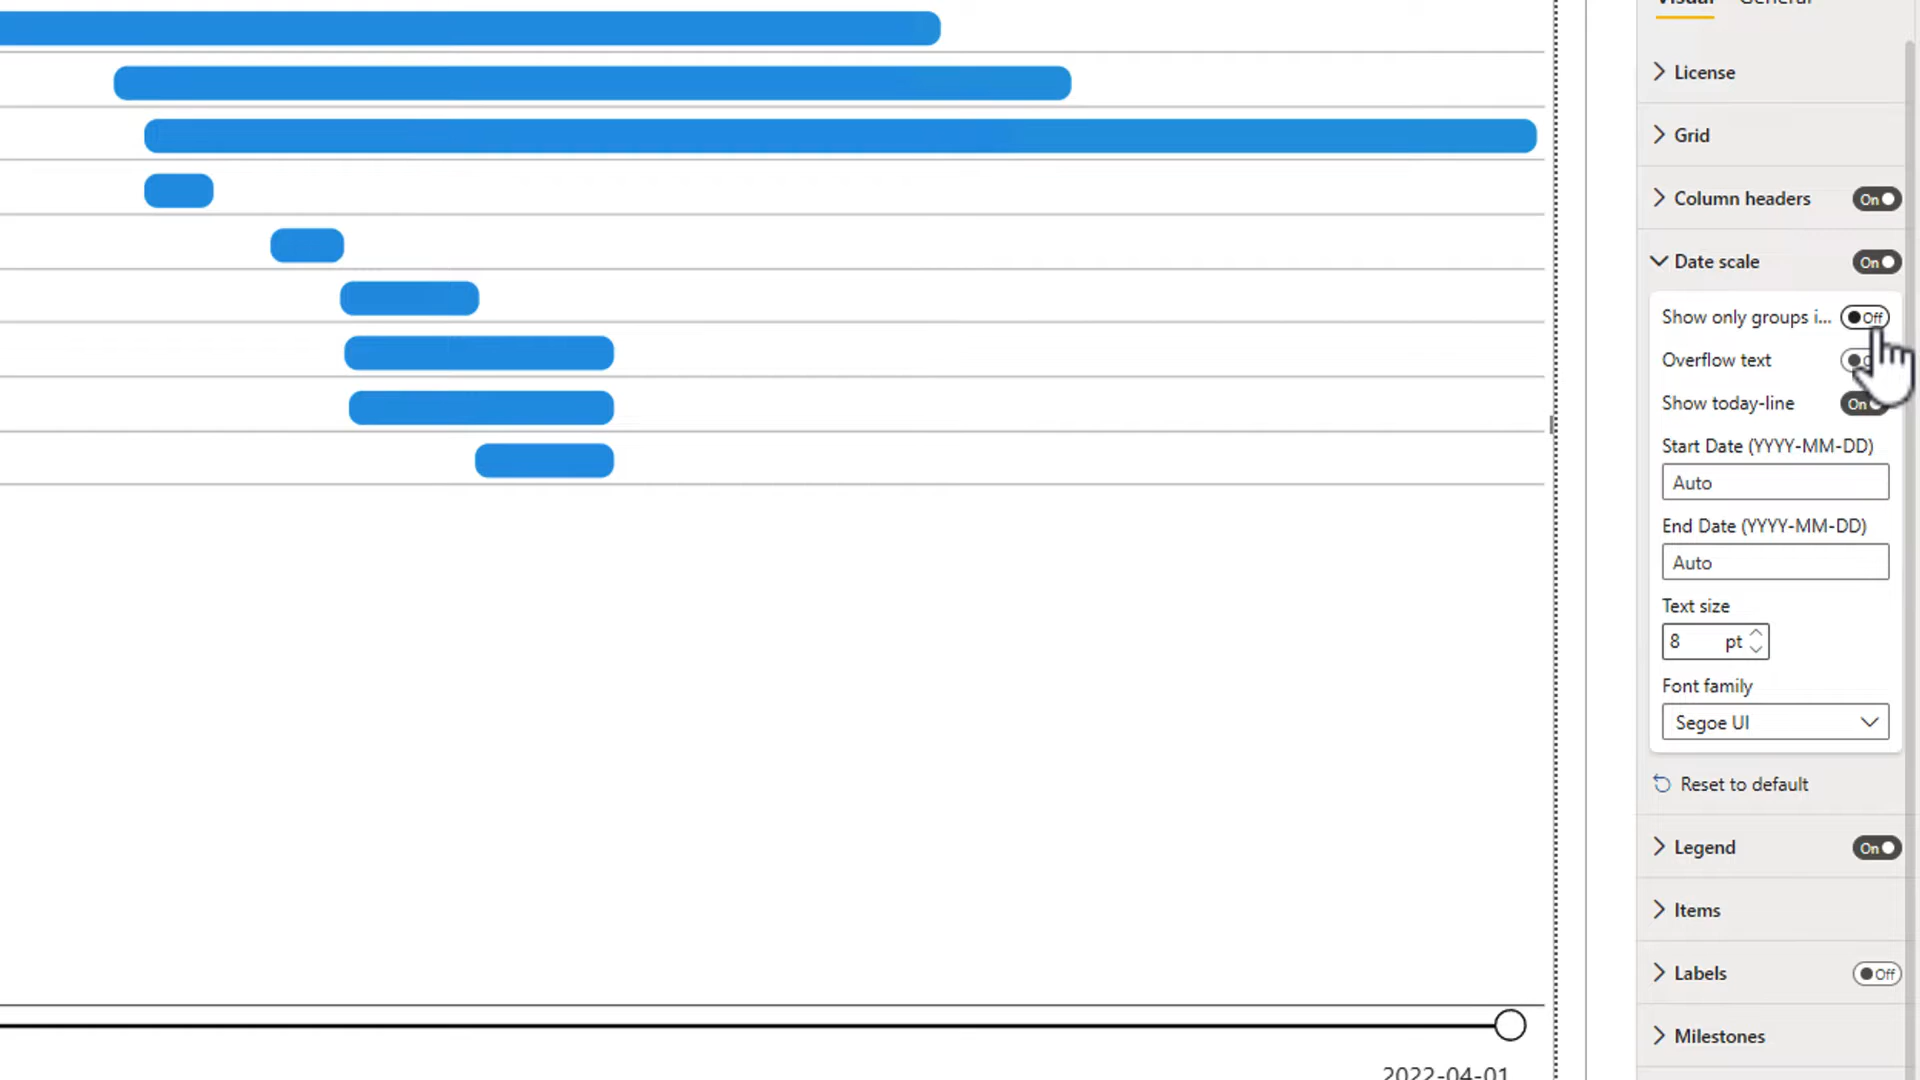 Visual General
License
Grid
Column headers On
Date scale On
Show only groups i... Off
Overflow text
Show today-line On
Start Date (YYYY-MM-DD)
Auto
End Date (YYYY-MM-DD)
Auto
Text size
8 pt
Font family
Segoe UI
Reset to default
Legend On
Items
Labels Off
Milestones
2022-04-01